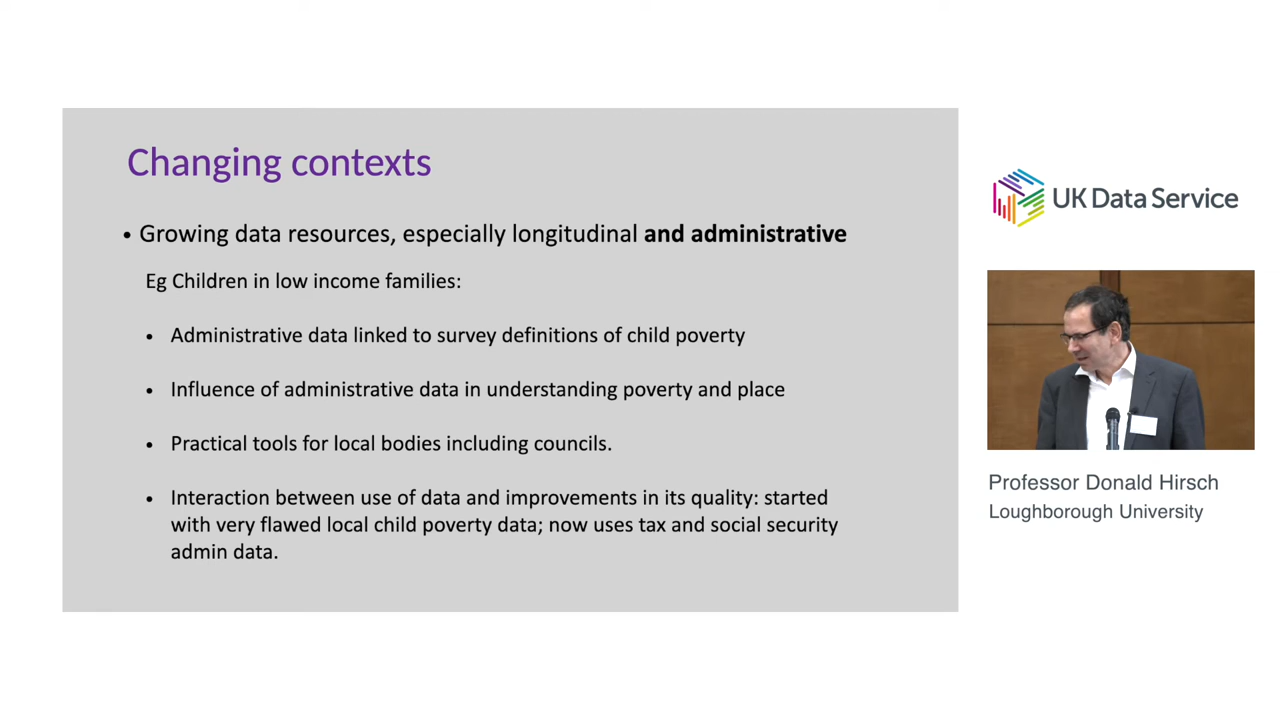 Changing contexts
• Growing data resources, especially longitudinal and administrative
Eg Children in low income families:
• Administrative data linked to survey definitions of child poverty
• Influence of administrative data in understanding poverty and place
• Practical tools for local bodies including councils.
• Interaction between use of data and improvements in its quality: started
with very flawed local child poverty data; now uses tax and social security
admin data.
UK Data Service
Professor Donald Hirsch
Loughborough University